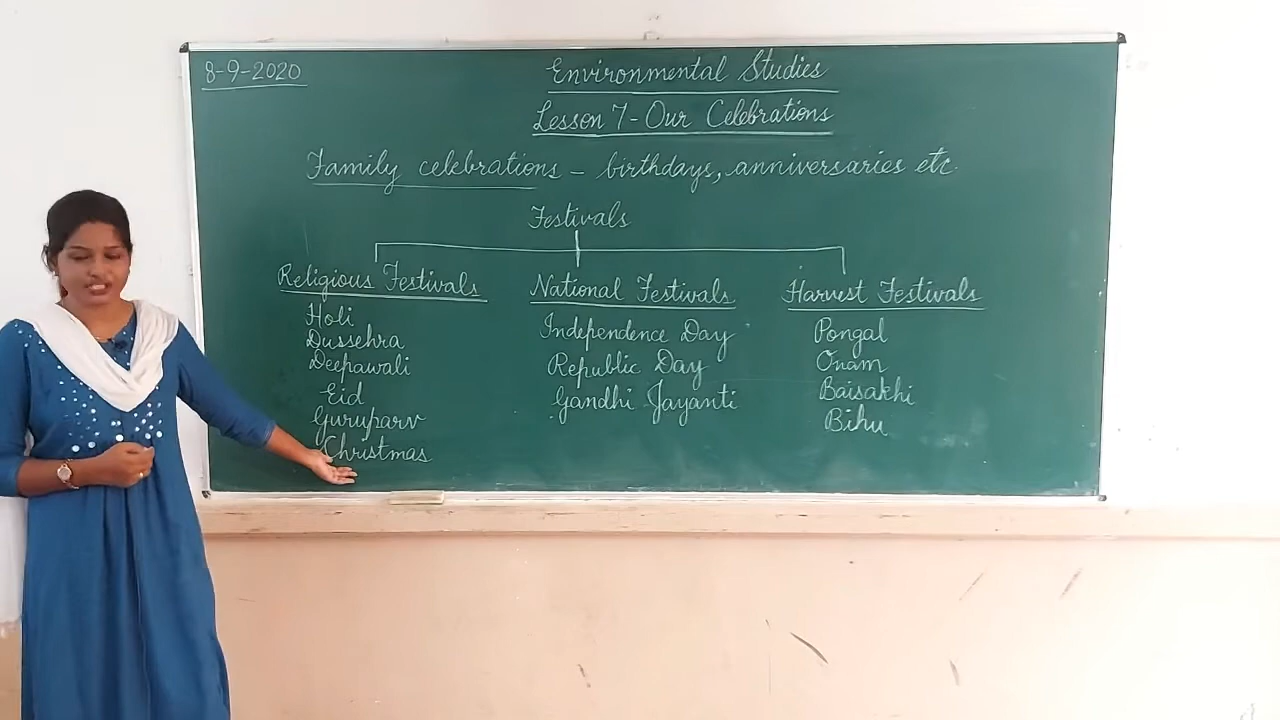 8-9-2020
Environmental Studies
Lesson 7 - Our Celebrations
Family celebrations - birthdays, anniversaries etc.
Festivals
Religious Festivals
Holi
Dussehra
Deepawali
Eid
Guruparv
Christmas
National Festivals
Independence Day
Republic Day
Gandhi Jayanti
Harvest Festivals
Pongal
Onam
Baisakhi
Bihu